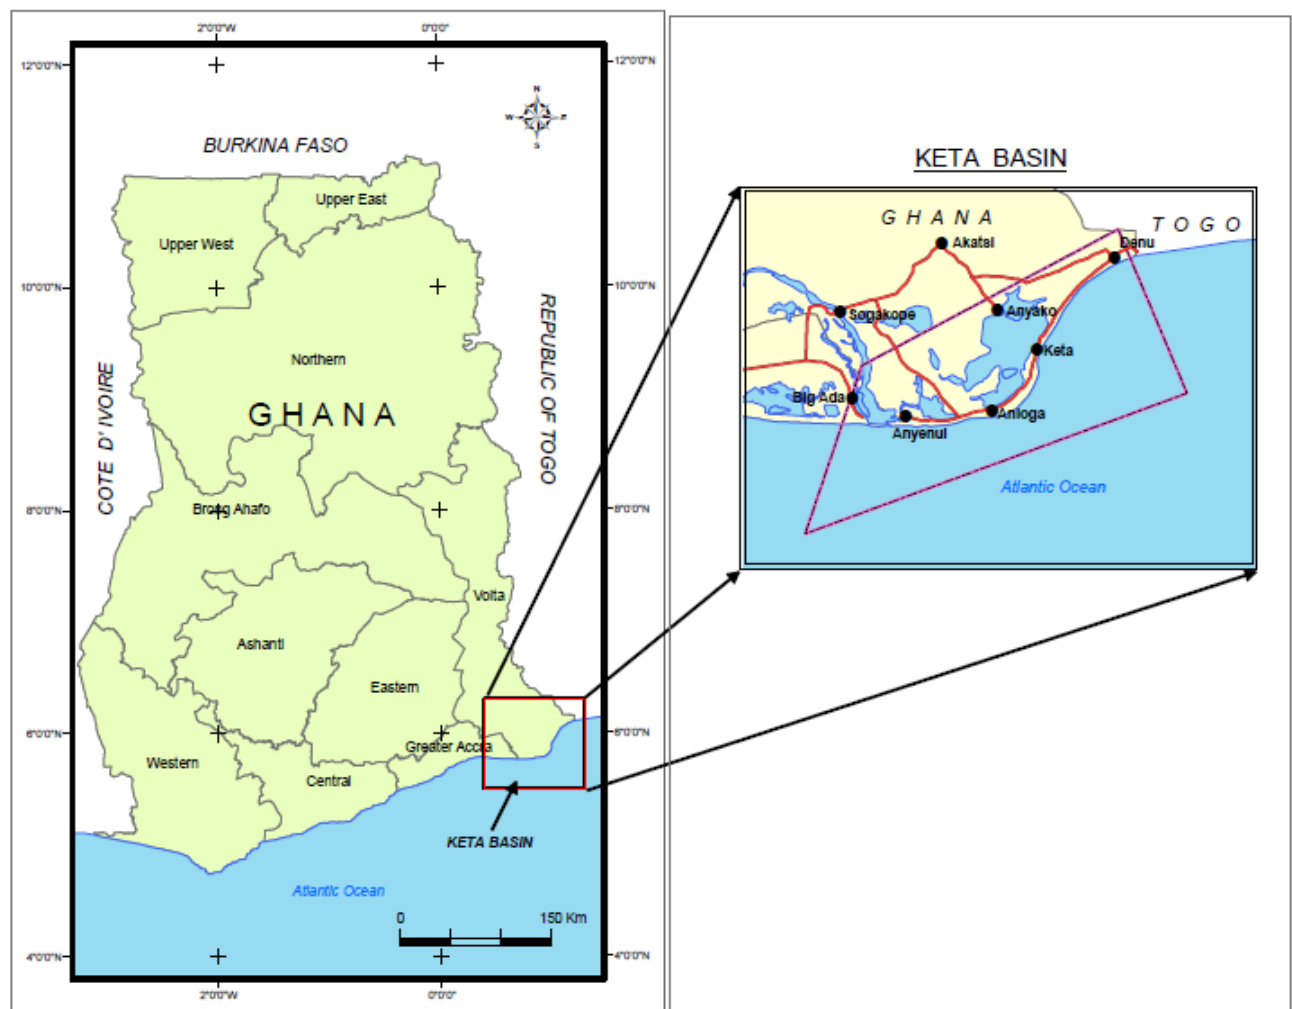 2°0'0"W
0°0'0"
12°0'0"N
12°0'0"N
N
W
E
S
BURKINA FASO
Upper East
Upper West
10°0'0"N
10°0'0"N
REPUBLIC OF TOGO
Northern
GHANA
COTE D' IVOIRE
8°0'0"N
8°0'0"N
Brong Ahafo
Volta
Ashanti
Eastern
6°0'0"N
6°0'0"N
Greater Accra
Western
Central
KETA BASIN
Atlantic Ocean
0
150 Km
4°0'0"N
4°0'0"N
2°0'0"W
0°0'0"
KETA BASIN
GHANA
TOGO
Akatsi
Denu
Sogakope
Anyako
Keta
Big Ada
Anloga
Anyenui
Atlantic Ocean